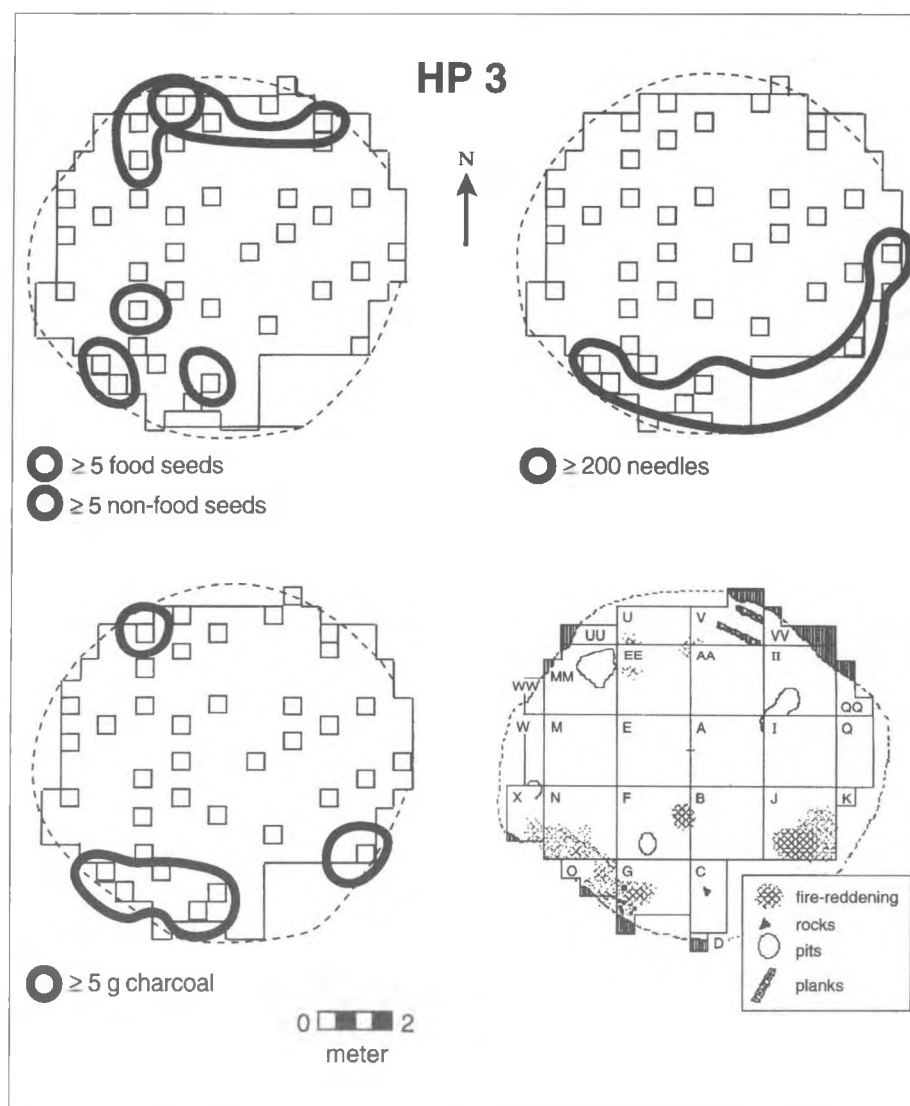 HP 3
N
≥ 5 food seeds
≥ 5 non-food seeds
≥ 200 needles
≥ 5 g charcoal
0 2
meter
U V
UU VV
EE AA II
MM
WW
QQ
W M E A I Q
X N F B J K
O G C
D
fire-reddening
rocks
pits
planks